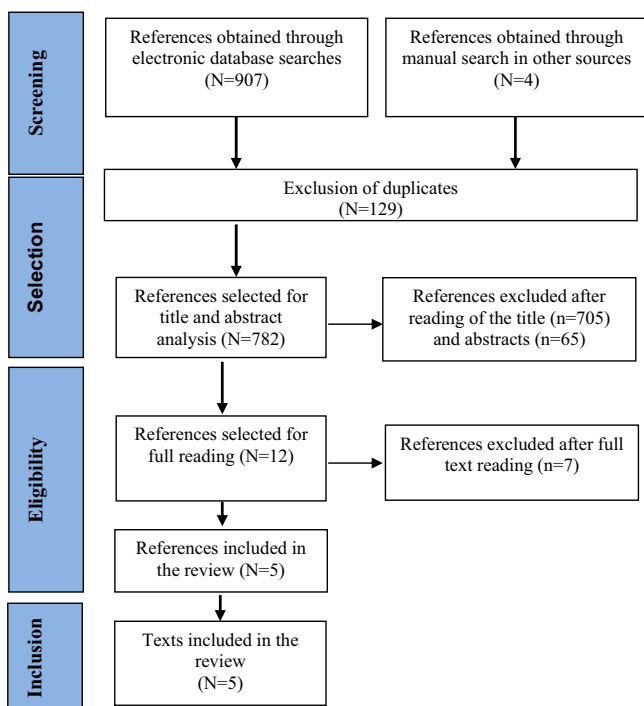 Screening
References obtained through
electronic database searches
(N=907)
References obtained through
manual search in other sources
(N=4)
Exclusion of duplicates
(N=129)
Selection
References selected for
title and abstract
analysis (N=782)
References excluded after
reading of the title (n=705)
and abstracts (n=65)
Eligibility
References selected for
full reading (N=12)
References excluded after full
text reading (n=7)
References included in
the review (N=5)
Inclusion
Texts included in the
review
(N=5)